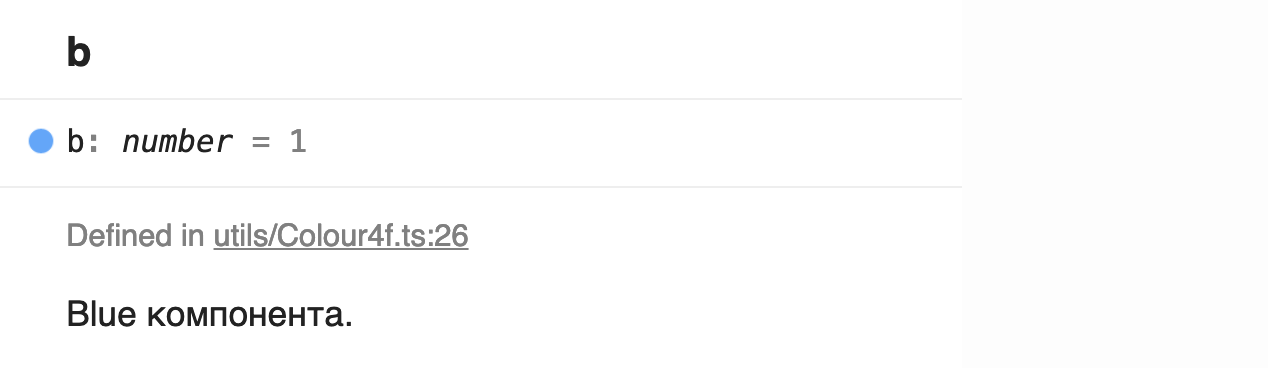 b
b: number = 1
Defined in utils/Colour4f.ts:26
Blue компонента.